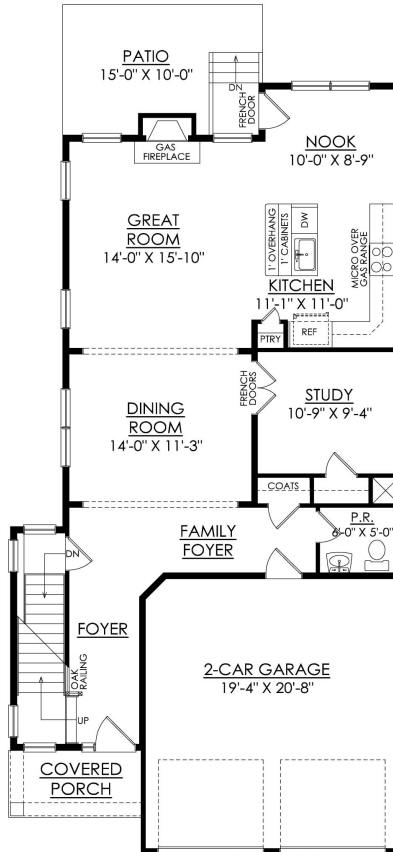 PATIO
15'-0" X 10'-0"
DN
FRENCH
DOOR
GAS
FIREPLACE
NOOK
10'-0" X 8'-9"
GREAT
ROOM
14'-0" X 15'-10"
1' OVERHANG
1' CABINETS
DW
MICRO OVER
GAS RANGE
KITCHEN
11'-1" X 11'-0"
PTRY
REF
DINING
ROOM
14'-0" X 11'-3"
FRENCH
DOORS
STUDY
10'-9" X 9'-4"
COATS
P.R.
6'-0" X 5'-0"
FAMILY
FOYER
DN
FOYER
OAK
RAILING
UP
2-CAR GARAGE
19'-4" X 20'-8"
COVERED
PORCH